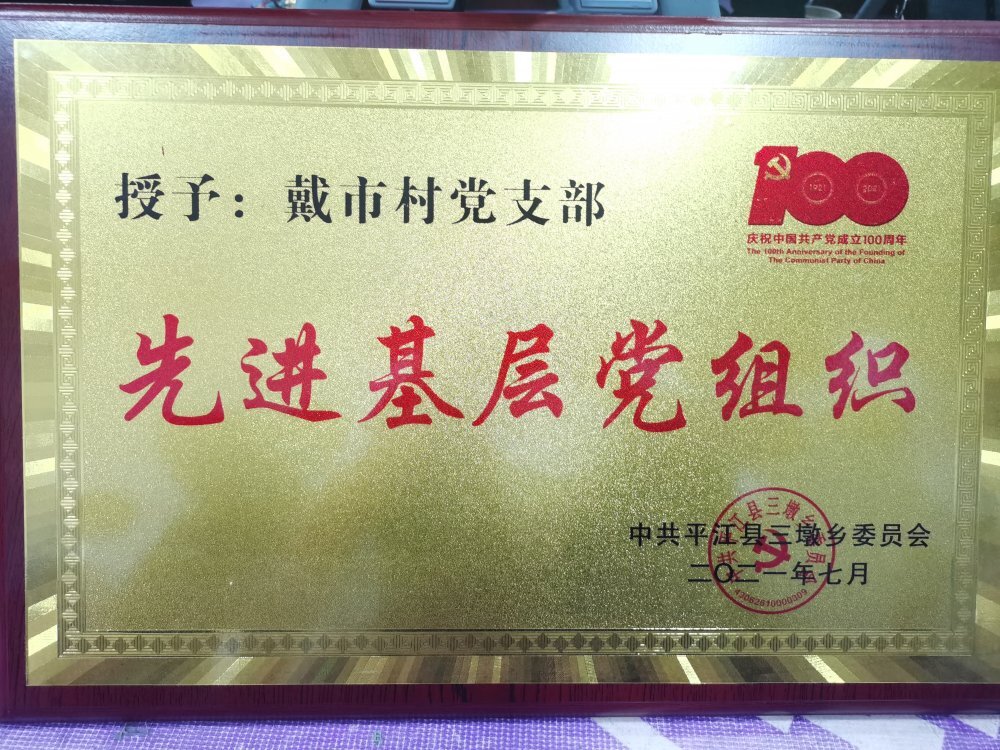 授予：戴市村党支部
100
1921
2021
庆祝中国共产党成立100周年
The 100th Anniversary of the Founding of
The Communist Party of China
先进基层党组织
中共平江县三墩乡委员会
二〇二一年七月